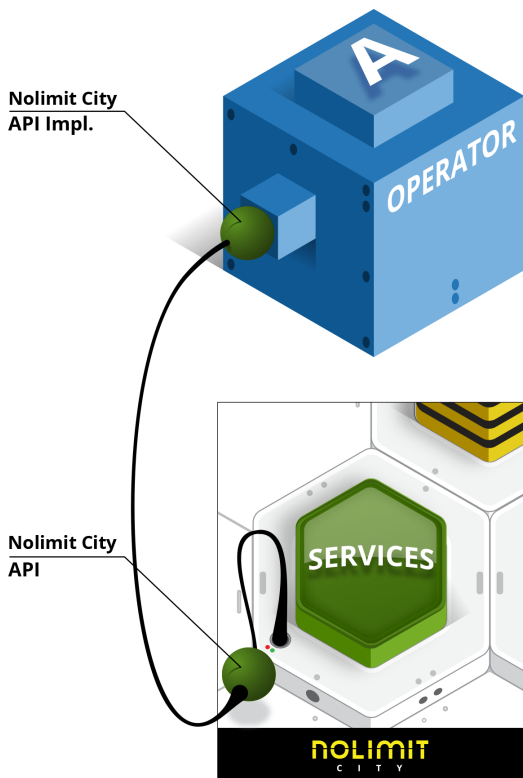 A
Nolimit City
API Impl.
OPERATOR
Nolimit City
API
SERVICES
NOLIMIT
CITY